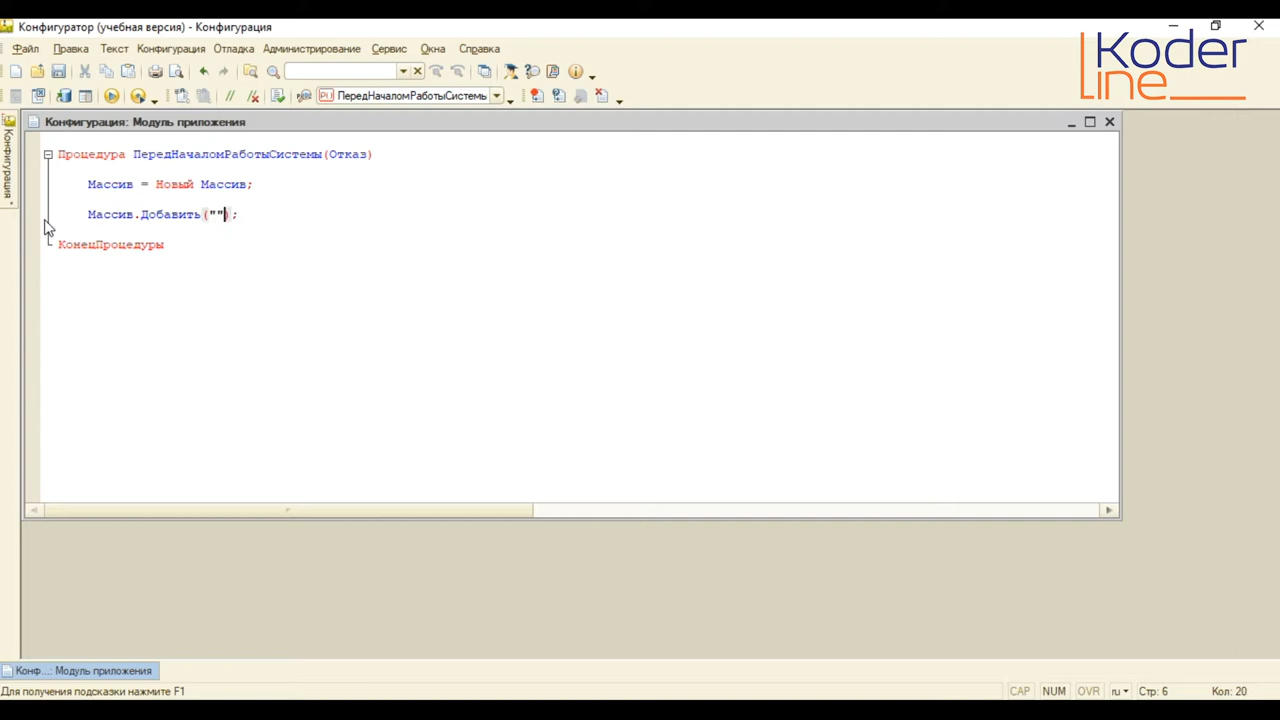 Конфигуратор (учебная версия) - Конфигурация
Файл Правка Текст Конфигурация Отладка Администрирование Сервис Окна Справка
Koder
Line
ПередНачаломРаботыСистемы
Конфигурация: Модуль приложения
Конфигурация
Процедура ПередНачаломРаботыСистемы(Отказ)
Массив = Новый Массив;
Массив.Добавить("");
КонецПроцедуры
Конф...: Модуль приложения
Для получения подсказки нажмите F1
CAP NUM OVR ru Стр: 6 Кол: 20